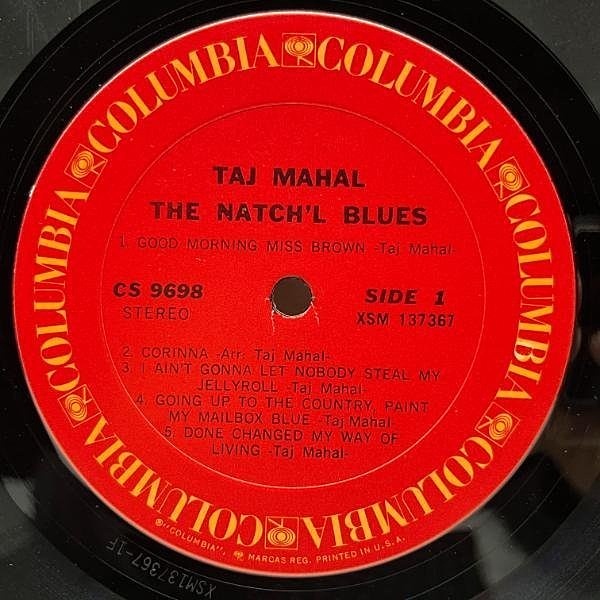 COLUMBIA COLUMBIA COLUMBIA COLUMBIA COLUMBIA COLUMBIA
TAJ MAHAL
THE NATCH'L BLUES
1. GOOD MORNING MISS BROWN -Taj Mahal-
CS 9698
STEREO
SIDE 1
XSM 137367
2. CORINNA -Arr. Taj Mahal-
3. I AIN'T GONNA LET NOBODY STEAL MY
JELLYROLL -Taj Mahal-
4. GOING UP TO THE COUNTRY, PAINT
MY MAILBOX BLUE -Taj Mahal-
5. DONE CHANGED MY WAY OF
LIVING -Taj Mahal-
®"COLUMBIA", MARCAS REG. PRINTED IN U.S.A.
XSM137367-1F